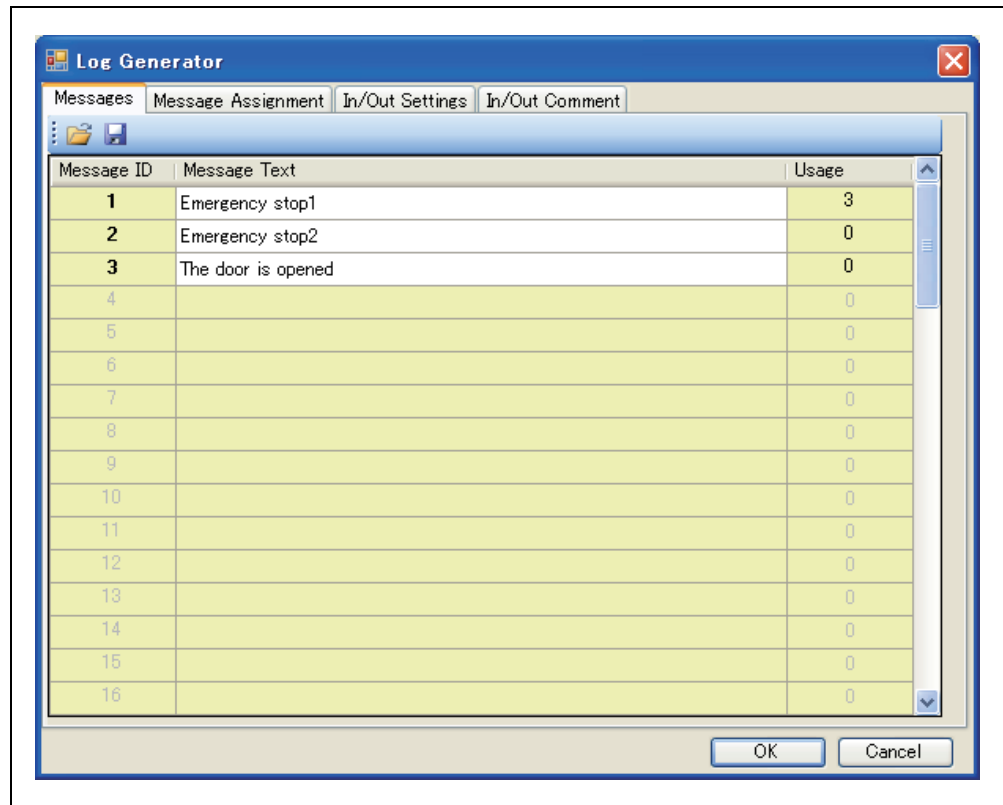 Log Generator
Messages Message Assignment In/Out Settings In/Out Comment
Message ID Message Text Usage
1 Emergency stop1 3
2 Emergency stop2 0
3 The door is opened 0
4 0
5 0
6 0
7 0
8 0
9 0
10 0
11 0
12 0
13 0
14 0
15 0
16 0
OK Cancel